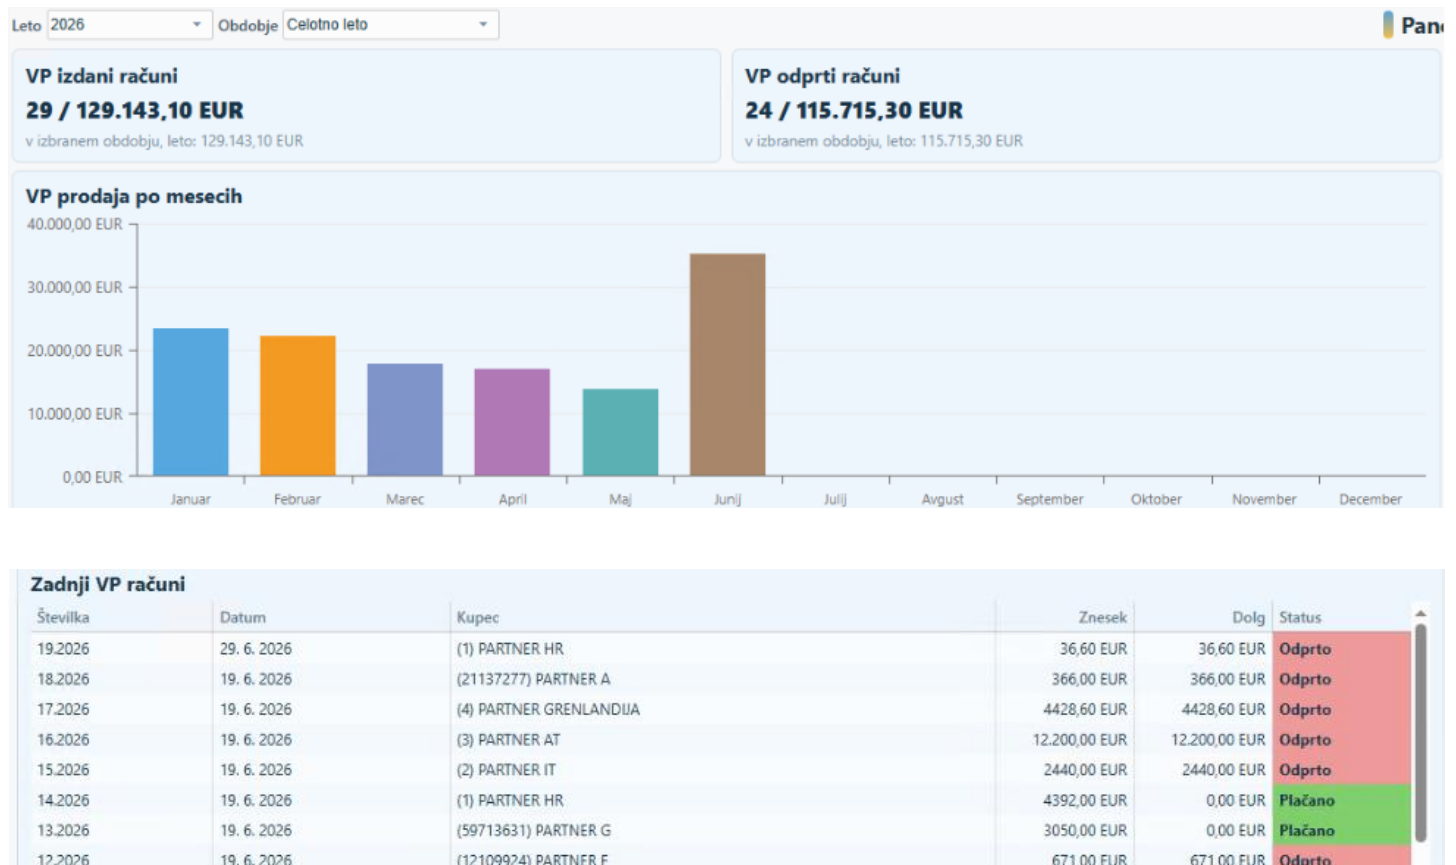 Leto 2026 Obdobje Celotno leto
VP izdani računi
29 / 129.143,10 EUR
v izbranem obdobju, leto: 129.143,10 EUR
VP odprti računi
24 / 115.715,30 EUR
v izbranem obdobju, leto: 115.715,30 EUR
VP prodaja po mesecih
40.000,00 EUR
30.000,00 EUR
20.000,00 EUR
10.000,00 EUR
0,00 EUR
Januar Februar Marec April Maj Junij Julij Avgust September Oktober November December
Zadnji VP računi
Številka Datum Kupec Znesek Dolg Status
19.2026 29. 6. 2026 (1) PARTNER HR 36,60 EUR 36,60 EUR Odprto
18.2026 19. 6. 2026 (21137277) PARTNER A 366,00 EUR 366,00 EUR Odprto
17.2026 19. 6. 2026 (4) PARTNER GRENLANDIJA 4428,60 EUR 4428,60 EUR Odprto
16.2026 19. 6. 2026 (3) PARTNER AT 12.200,00 EUR 12.200,00 EUR Odprto
15.2026 19. 6. 2026 (2) PARTNER IT 2440,00 EUR 2440,00 EUR Odprto
14.2026 19. 6. 2026 (1) PARTNER HR 4392,00 EUR 0,00 EUR Plačano
13.2026 19. 6. 2026 (59713631) PARTNER G 3050,00 EUR 0,00 EUR Plačano
12.2026 19. 6. 2026 (12109924) PARTNER 671,00 EUR 671,00 EUR Odprto